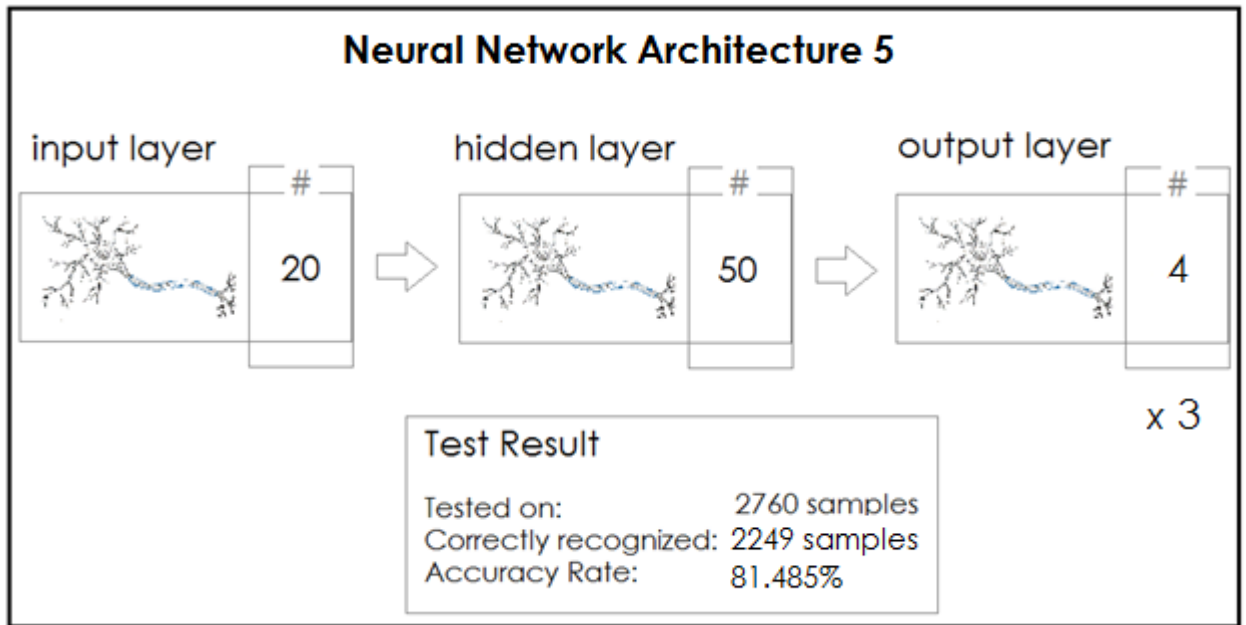 Neural Network Architecture 5
input layer
hidden layer
output layer
#
#
#
20
50
4
x 3
Test Result
Tested on: 2760 samples
Correctly recognized: 2249 samples
Accuracy Rate: 81.485%